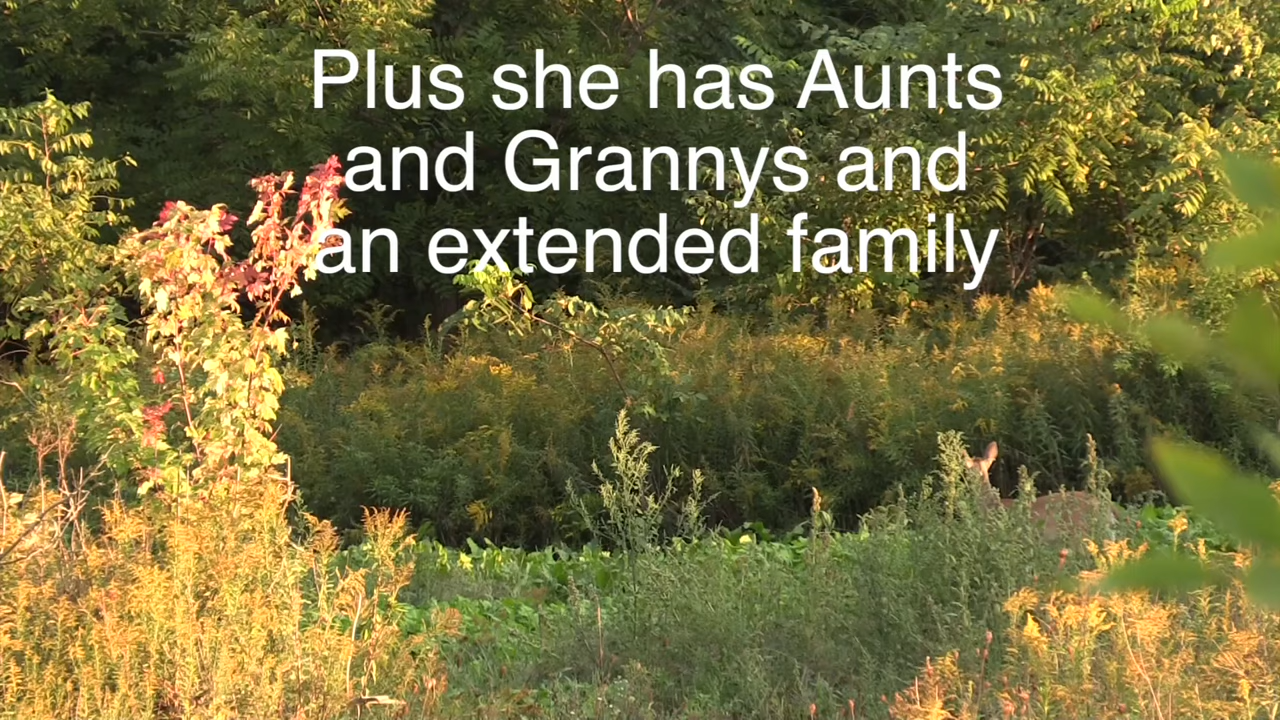 Plus she has Aunts
and Grannys and
an extended family